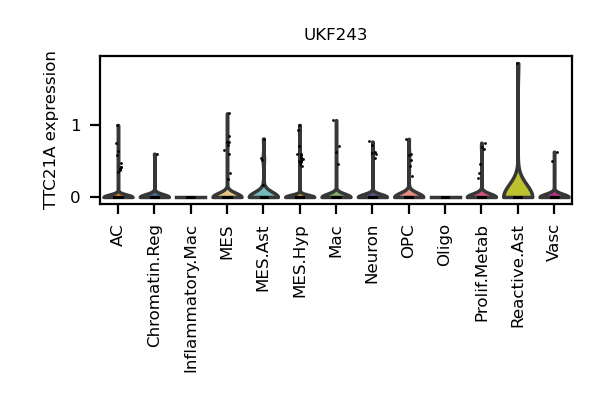 UKF243
TTC21A expression
1
0
AC
Chromatin.Reg
Inflammatory.Mac
MES
MES.Ast
MES.Hyp
Mac
Neuron
OPC
Oligo
Prolif.Metab
Reactive.Ast
Vasc